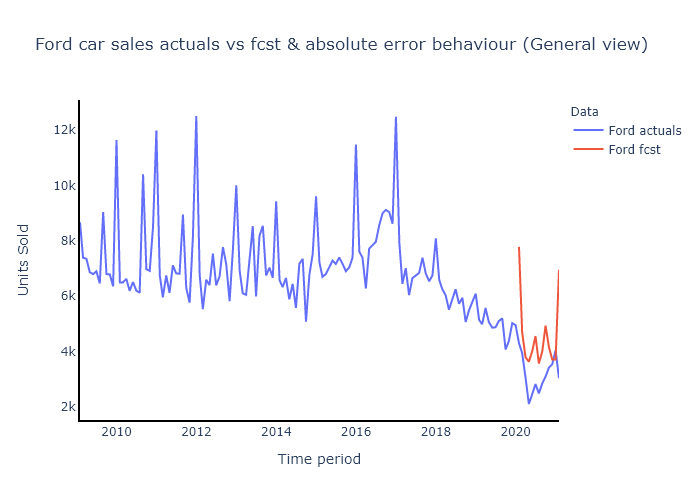 Ford car sales actuals vs fcst & absolute error behaviour (General view)
Data
Ford actuals
Ford fcst
12k
10k
8k
6k
4k
2k
Units Sold
2010
2012
2014
2016
2018
2020
Time period